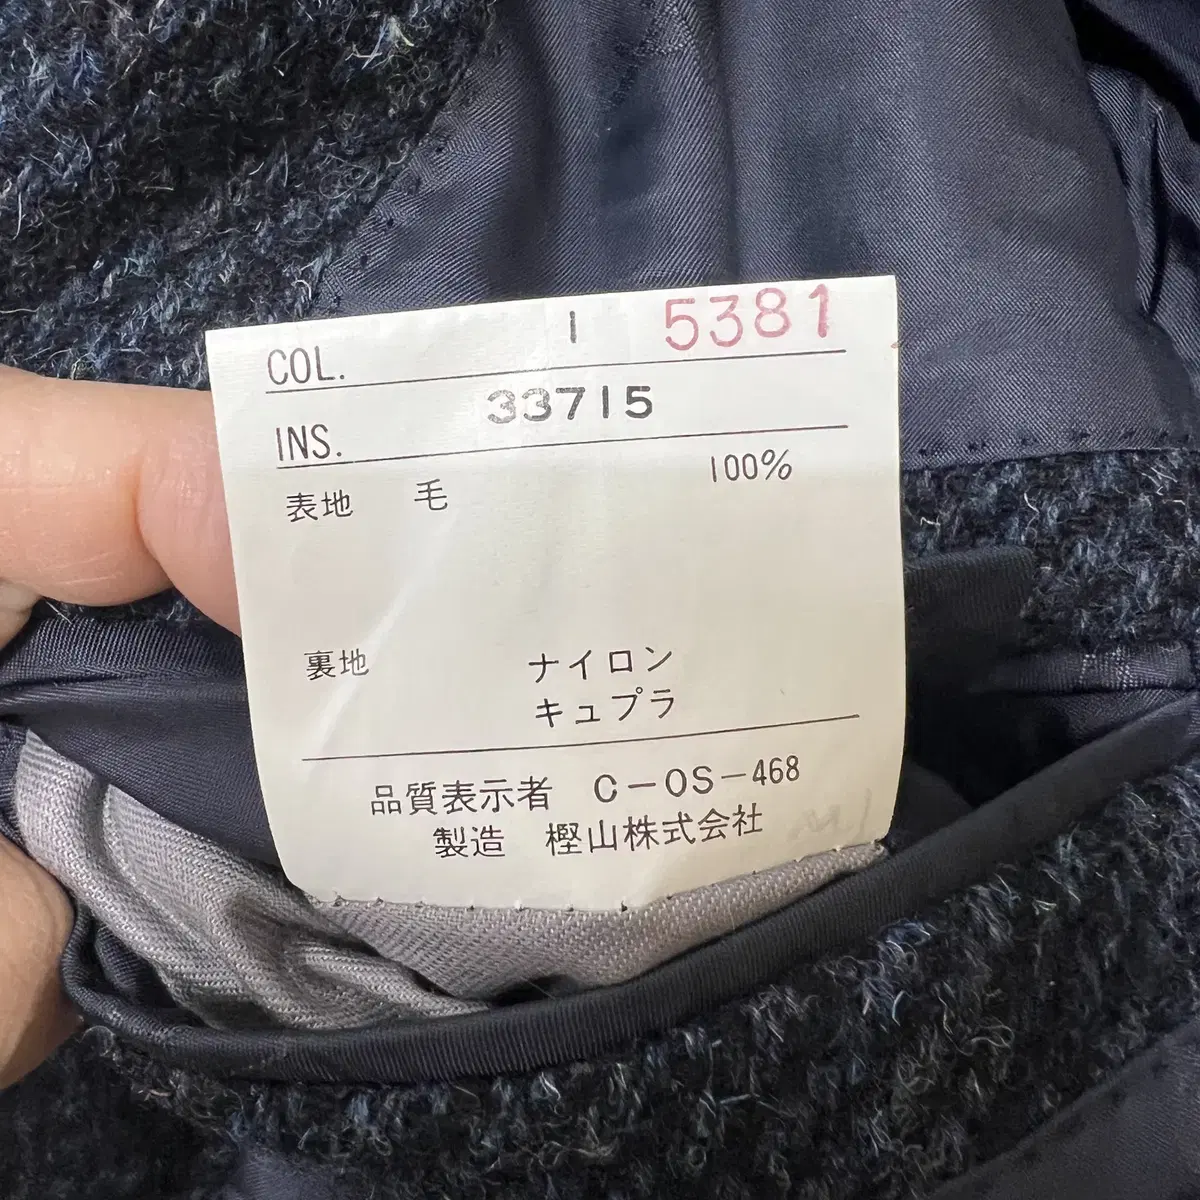 COL. 1 5381
INS. 33715
表地 毛 100%
裏地 ナイロン
キュプラ
品質表示者 C-OS-468
製造 樫山株式会社